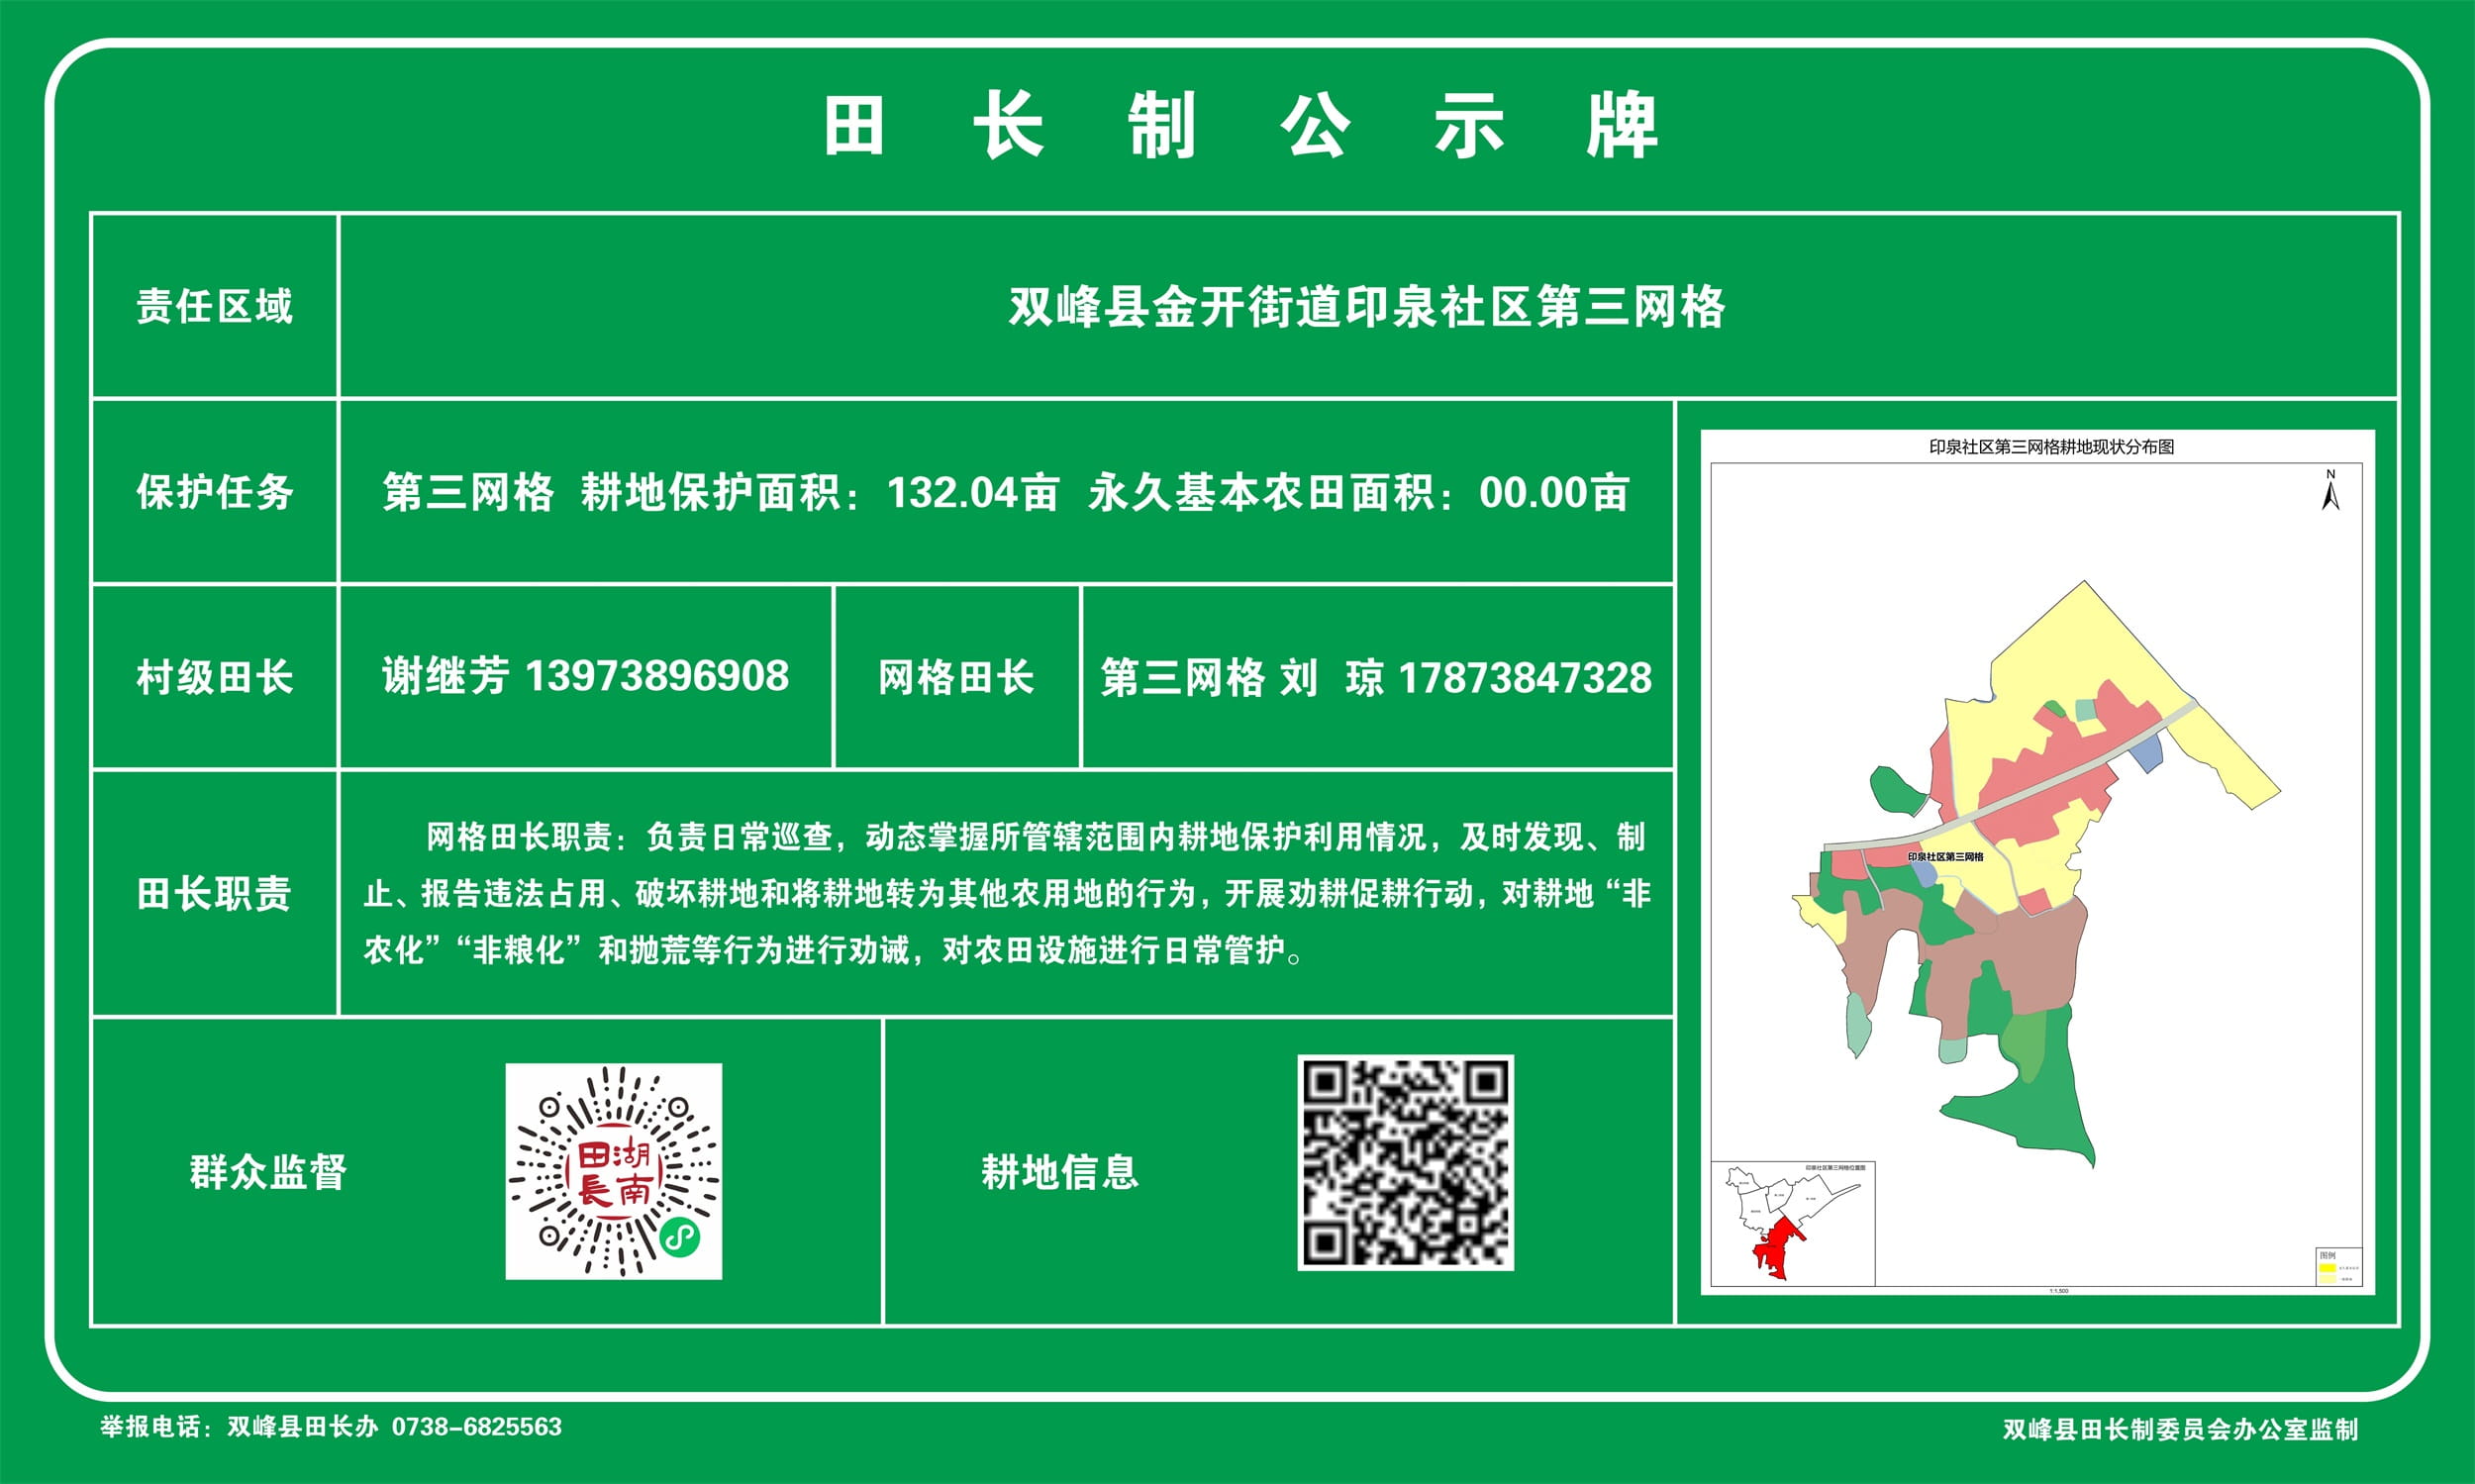 田长制公示牌
责任区域
双峰县金开街道印泉社区第三网格
保护任务
第三网格 耕地保护面积：132.04亩 永久基本农田面积：00.00亩
村级田长
谢继芳 13973896908
网格田长
第三网格 刘 琼 17873847328
田长职责
网格田长职责：负责日常巡查，动态掌握所管辖范围内耕地保护利用情况，及时发现、制
止、报告违法占用、破坏耕地和将耕地转为其他农用地的行为，开展劝耕促耕行动，对耕地“非
农化”“非粮化”和抛荒等行为进行劝诫，对农田设施进行日常管护。
群众监督
湖南
田長
耕地信息
印泉社区第三网格耕地现状分布图
N
印泉社区第三网格
印泉社区第三网格位置图
图例
1:1,500
举报电话：双峰县田长办 0738-6825563
双峰县田长制委员会办公室监制